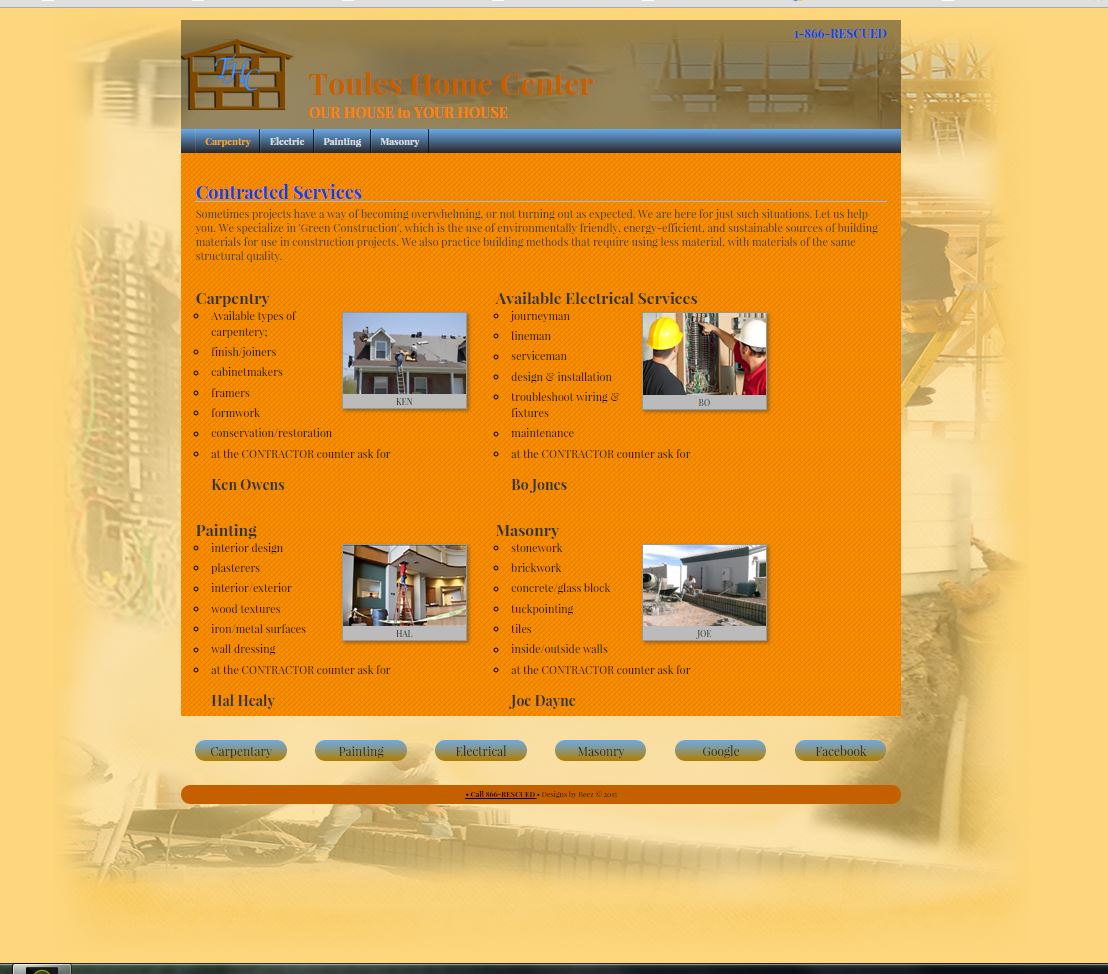 1-866-RESCUED
THC
Toules Home Center
OUR HOUSE to YOUR HOUSE
Carpentry Electric Painting Masonry
Contracted Services
Sometimes projects have a way of becoming overwhelming, or not turning out as expected. We are here for just such situations. Let us help
you. We specialize in 'Green Construction', which is the use of environmentally friendly, energy-efficient, and sustainable sources of building
materials for use in construction projects. We also practice building methods that require using less material, with materials of the same
structural quality.
Carpentry
Available types of
carpentery;
finish/joiners
cabinetmakers
framers
formwork
conservation/restoration
at the CONTRACTOR counter ask for
Ken Owens
KEN
Available Electrical Services
journeyman
lineman
serviceman
design & installation
troubleshoot wiring &
fixtures
maintenance
at the CONTRACTOR counter ask for
Bo Jones
BO
Painting
interior design
plasterers
interior/exterior
wood textures
iron/metal surfaces
wall dressing
at the CONTRACTOR counter ask for
Hal Healy
HAL
Masonry
stonework
brickwork
concrete/glass block
tuckpointing
tiles
inside/outside walls
at the CONTRACTOR counter ask for
Joe Dayne
JOE
Carpentary Painting Electrical Masonry Google Facebook
• Call 866-RESCUED • Designs by Beez ©